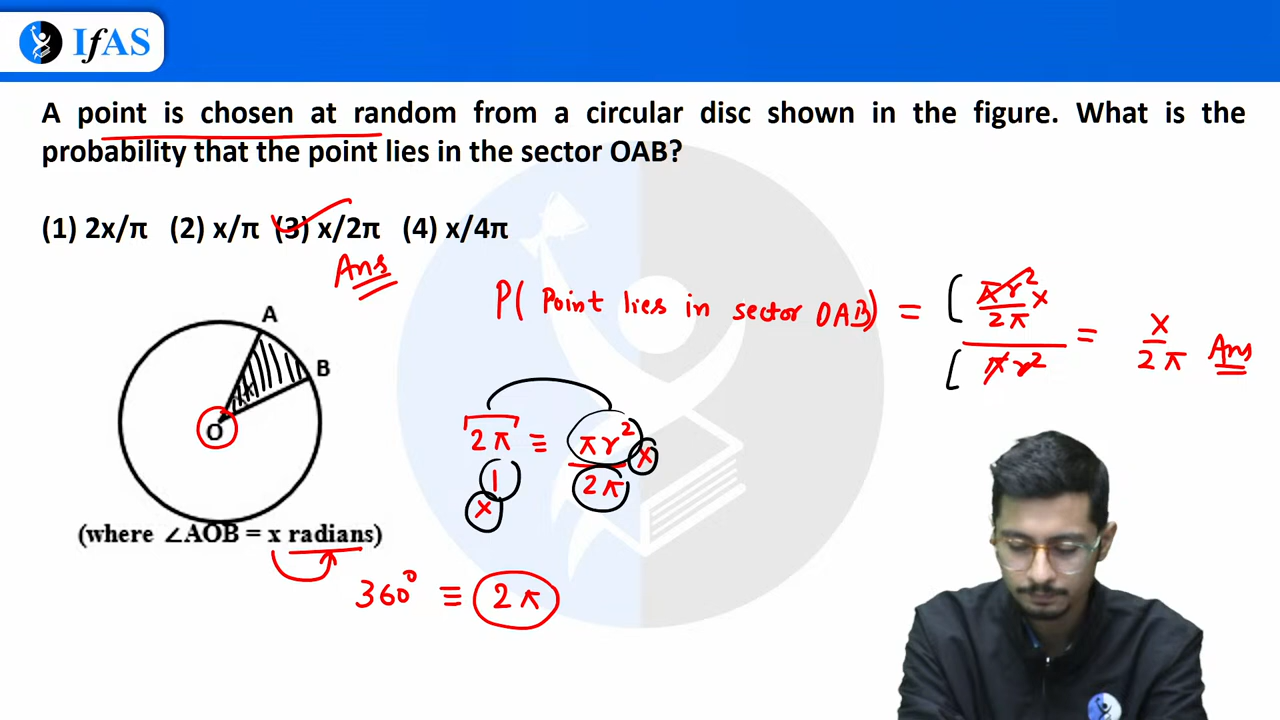 IfAS
A point is chosen at random from a circular disc shown in the figure. What is the
probability that the point lies in the sector OAB?
(1) 2x/π (2) x/π (3) x/2π (4) x/4π
Ans
A
B
O
(where ∠AOB = x radians)
360° ≡ 2π
P( Point lies in sector OAB) = [ πr²/2π x / [ πr² = x/2π Ans
2π ≡ πr²
1
2π
x
x